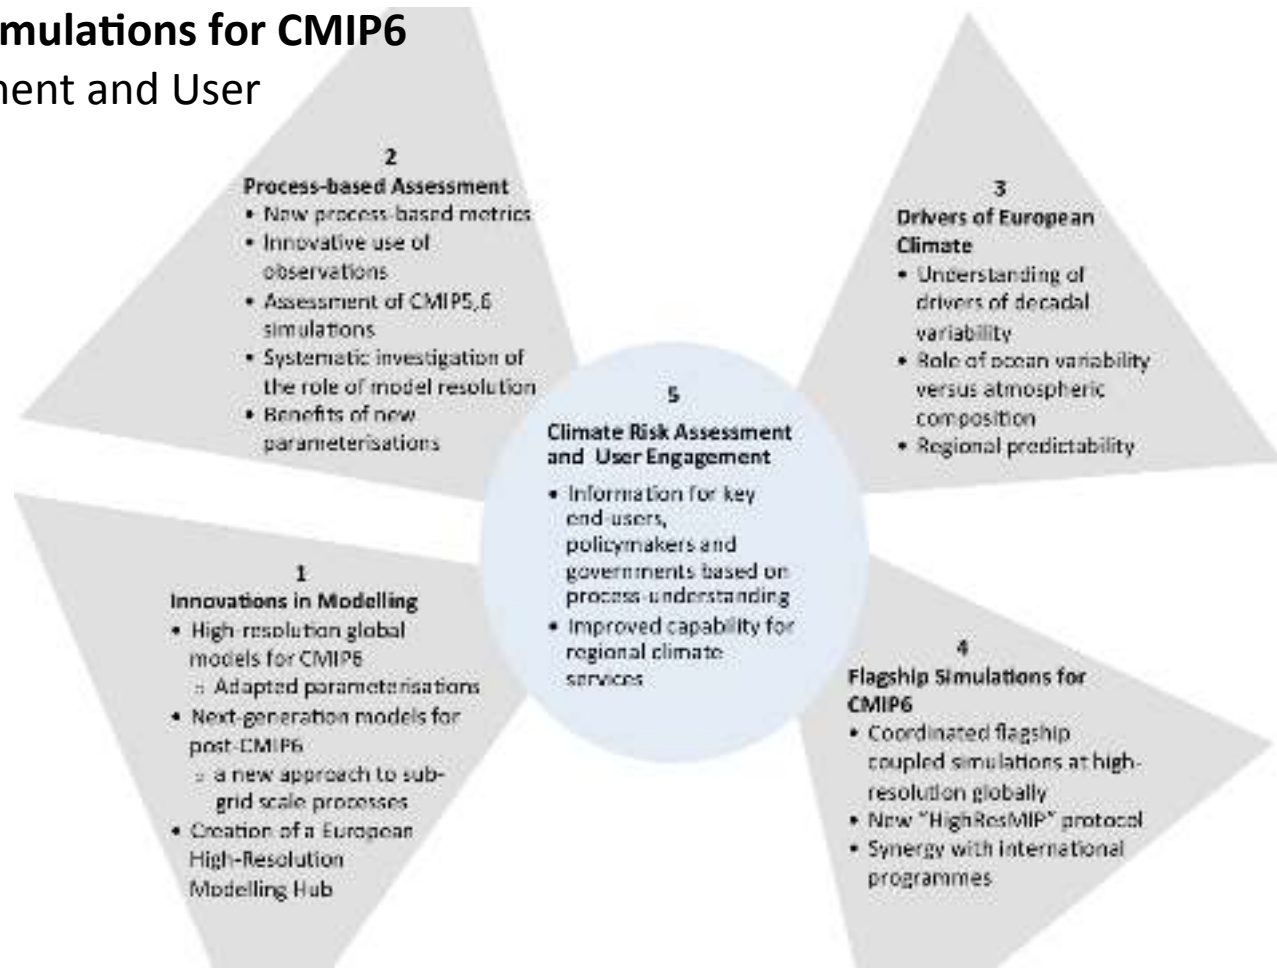 mulations for CMIP6
ment and User
2
Process-based Assessment
• New process-based metrics
• Innovative use of
observations
• Assessment of CMIP5,6
simulations
• Systematic investigation of
the role of model resolution
• Benefits of new
parameterisations
3
Drivers of European
Climate
• Understanding of
drivers of decadal
variability
• Role of ocean variability
versus atmospheric
composition
• Regional predictability
5
Climate Risk Assessment
and User Engagement
• Information for key
end-users,
policymakers and
governments based on
process-understanding
• Improved capability for
regional climate
services
1
Innovations in Modelling
• High-resolution global
models for CMIP6
▫ Adapted parameterisations
• Next-generation models for
post-CMIP6
▫ a new approach to sub-
grid scale processes
• Creation of a European
High-Resolution
Modelling Hub
4
Flagship Simulations for
CMIP6
• Coordinated flagship
coupled simulations at high-
resolution globally
• New "HighResMIP" protocol
• Synergy with international
programmes